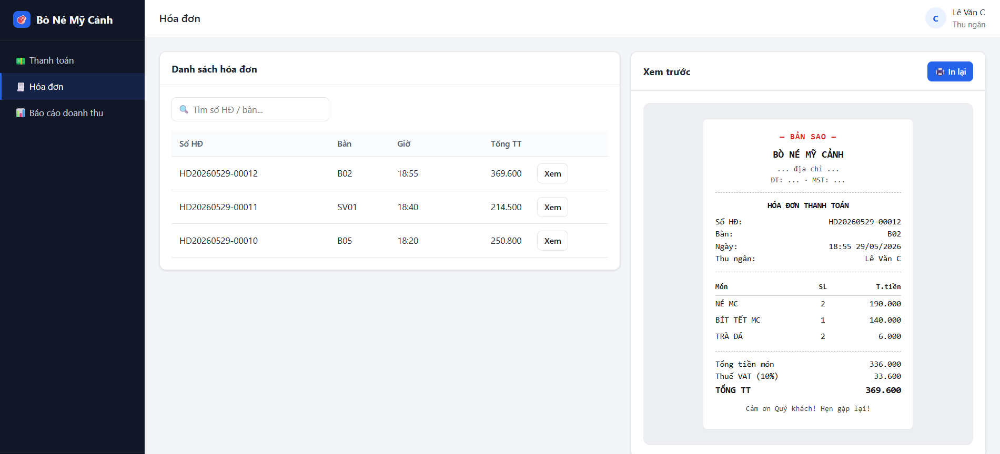 Bò Né Mỹ Cảnh
Thanh toán
Hóa đơn
Báo cáo doanh thu
Hóa đơn
C
Lê Văn C
Thu ngân
Danh sách hóa đơn
Tìm số HĐ / bàn...
Số HĐ Bàn Giờ Tổng TT
HD20260529-00012 B02 18:55 369.600 Xem
HD20260529-00011 SV01 18:40 214.500 Xem
HD20260529-00010 B05 18:20 250.800 Xem
Xem trước
In lại
— BẢN SAO —
BÒ NÉ MỸ CẢNH
... địa chỉ ...
ĐT: ... · MST: ...
HÓA ĐƠN THANH TOÁN
Số HĐ: HD20260529-00012
Bàn: B02
Ngày: 18:55 29/05/2026
Thu ngân: Lê Văn C
Món SL T.tiền
NÉ MC 2 190.000
BÍT TẾT MC 1 140.000
TRÀ ĐÁ 2 6.000
Tổng tiền món 336.000
Thuế VAT (10%) 33.600
TỔNG TT 369.600
Cảm ơn Quý khách! Hẹn gặp lại!